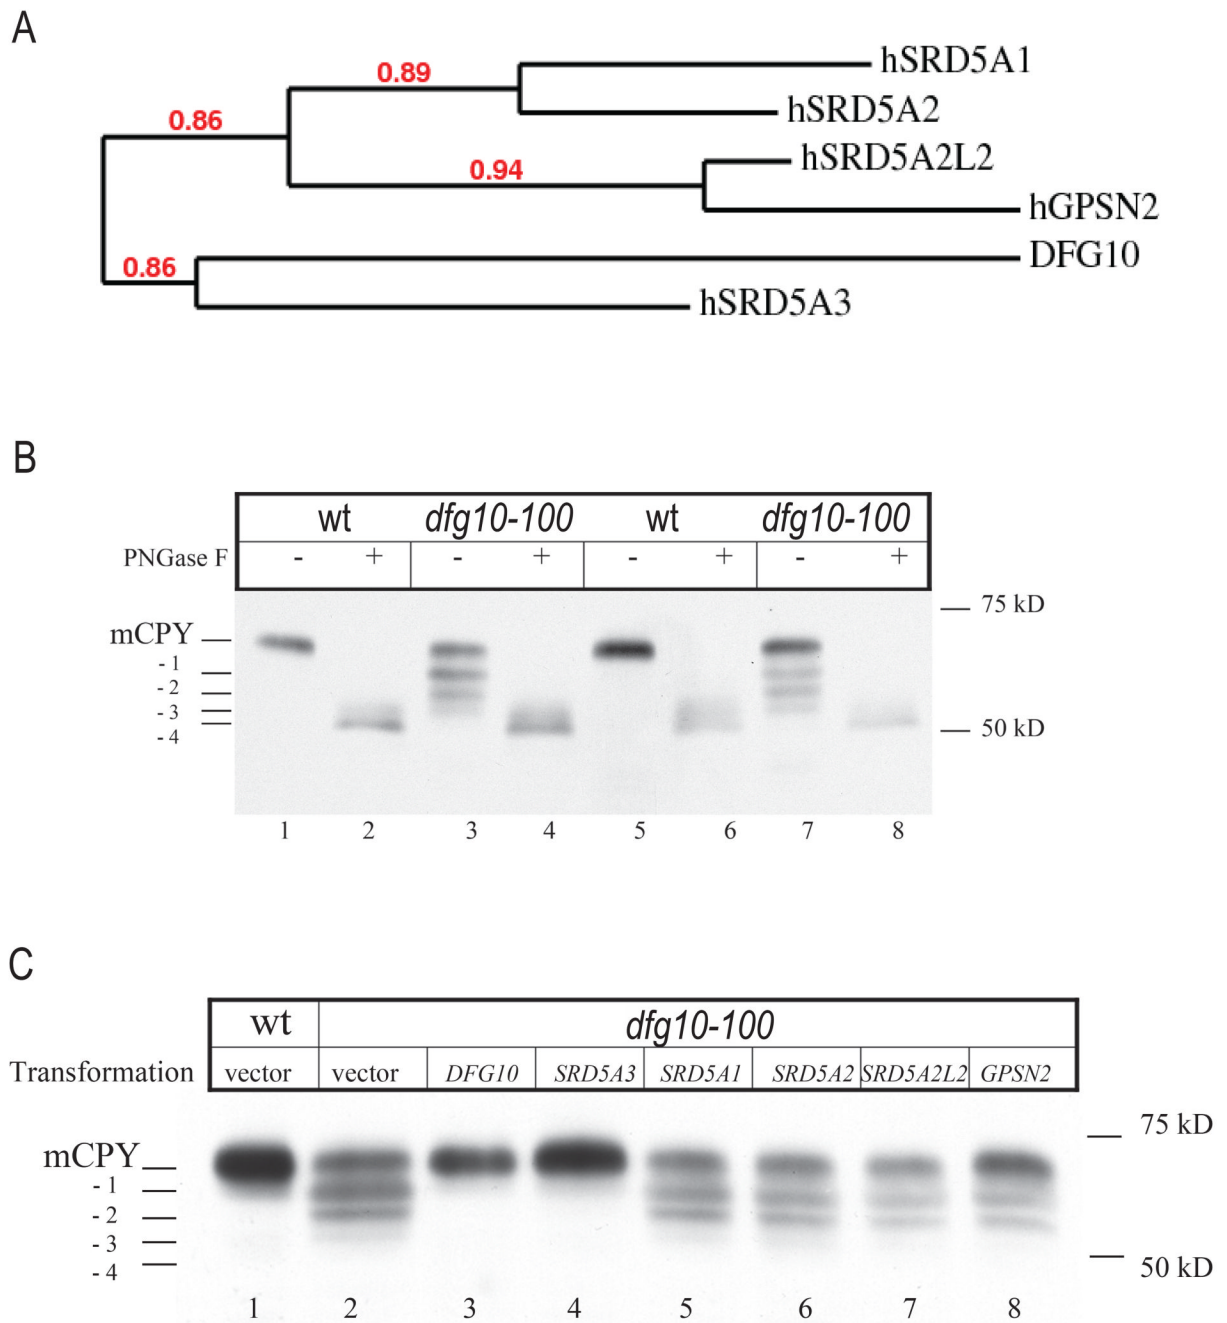 A
hSRD5A1
0.89
hSRD5A2
0.86
hSRD5A2L2
0.94
hGPSN2
DFG10
0.86
hSRD5A3
B
wt dfg10-100 wt dfg10-100
PNGase F - + - + - + - +
75 kD
mCPY
- 1
- 2
- 3
- 4
50 kD
1 2 3 4 5 6 7 8
C
wt dfg10-100
Transformation vector vector DFG10 SRD5A3 SRD5A1 SRD5A2 SRD5A2L2 GPSN2
75 kD
mCPY
- 1
- 2
- 3
- 4
50 kD
1 2 3 4 5 6 7 8